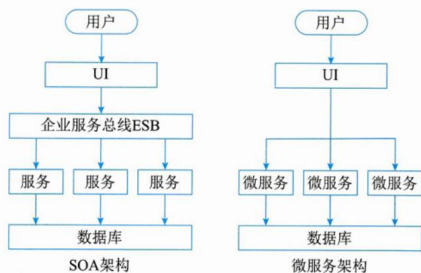 用户
UI
企业服务总线ESB
服务 服务 服务
数据库
SOA架构
用户
UI
微服务 微服务 微服务
数据库
微服务架构